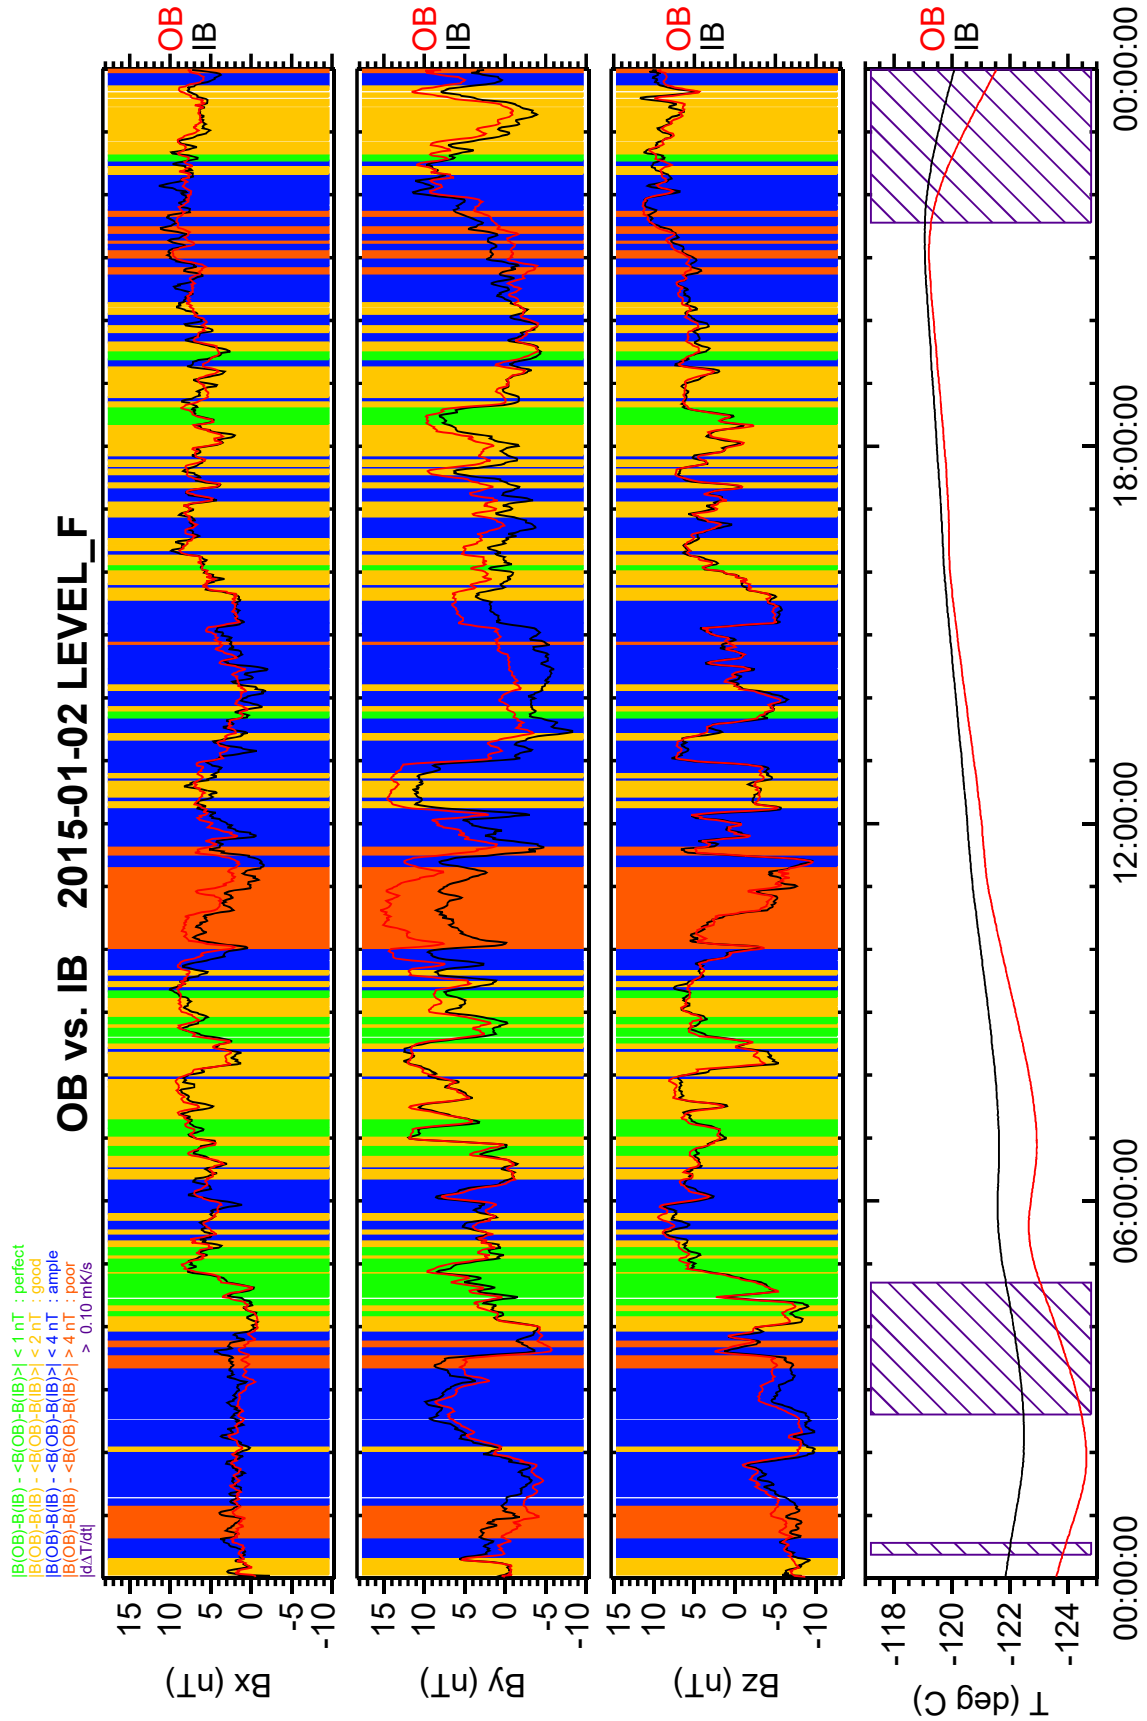 OB vs. IB 2015-01-02 LEVEL_F
|B(OB)-B(IB) - <B(OB)-B(IB)>| < 1 nT : perfect
|B(OB)-B(IB) - <B(OB)-B(IB)>| < 2 nT : good
|B(OB)-B(IB) - <B(OB)-B(IB)>| < 4 nT : ample
|B(OB)-B(IB) - <B(OB)-B(IB)>| > 4 nT : poor
|dΔT/dt| > 0.10 mK/s
Bx (nT)
15
10
5
0
-5
-10
OB
IB
By (nT)
15
10
5
0
-5
-10
OB
IB
Bz (nT)
15
10
5
0
-5
-10
OB
IB
T (deg C)
-118
-120
-122
-124
OB
IB
00:00:00
06:00:00
12:00:00
18:00:00
00:00:00